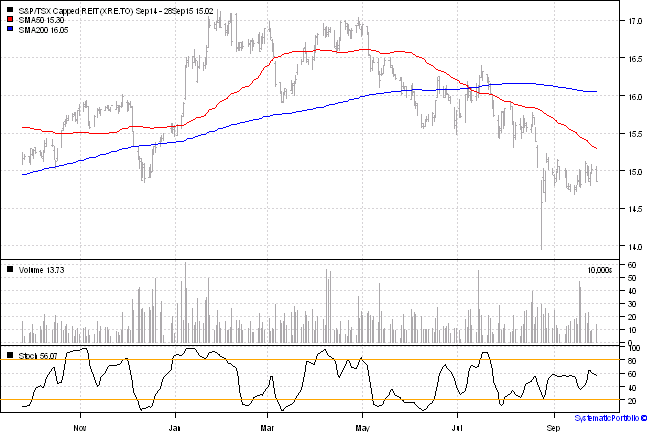 S&P/TSX Capped REIT(XRE.TO) Sep14 - 28Sep15 15.02
SMA50 15.30
SMA200 16.05
17.0
16.5
16.0
15.5
15.0
14.5
14.0
Volume 13.73
10,000s
60
50
40
30
20
10
0
Stoch 56.07
100
80
60
40
20
Nov
Jan
Mar
May
Jul
Sep
SystematicPortfolio ©